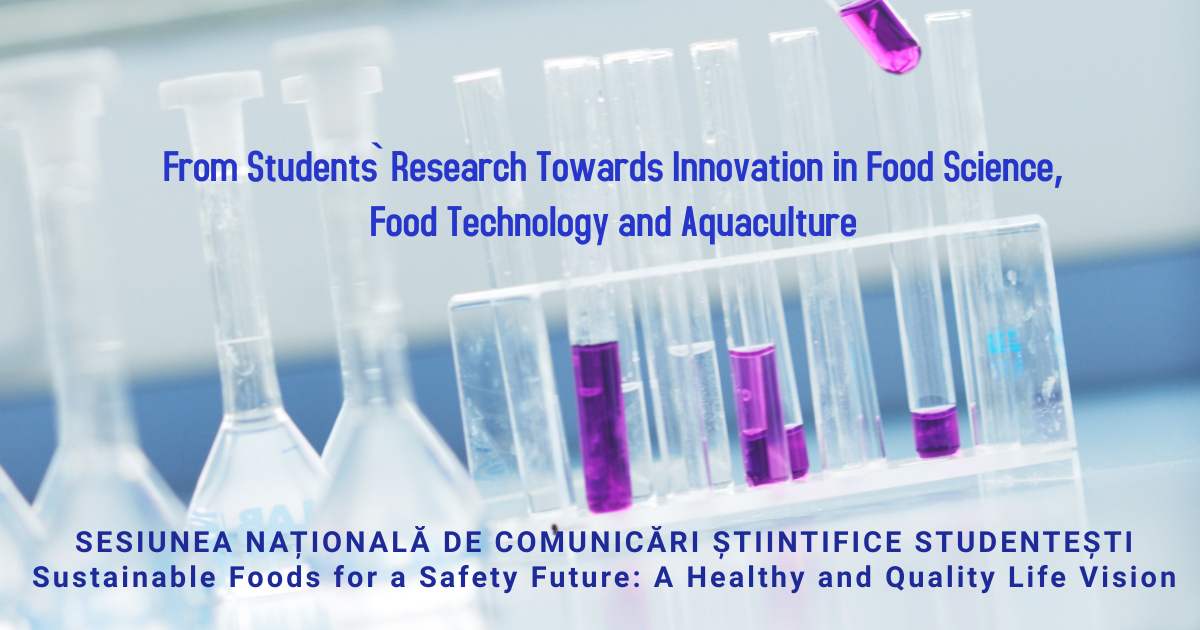 From Students` Research Towards Innovation in Food Science,
Food Technology and Aquaculture
SESIUNEA NAȚIONALĂ DE COMUNICĂRI ȘTIINTIFICE STUDENTEȘTI
Sustainable Foods for a Safety Future: A Healthy and Quality Life Vision